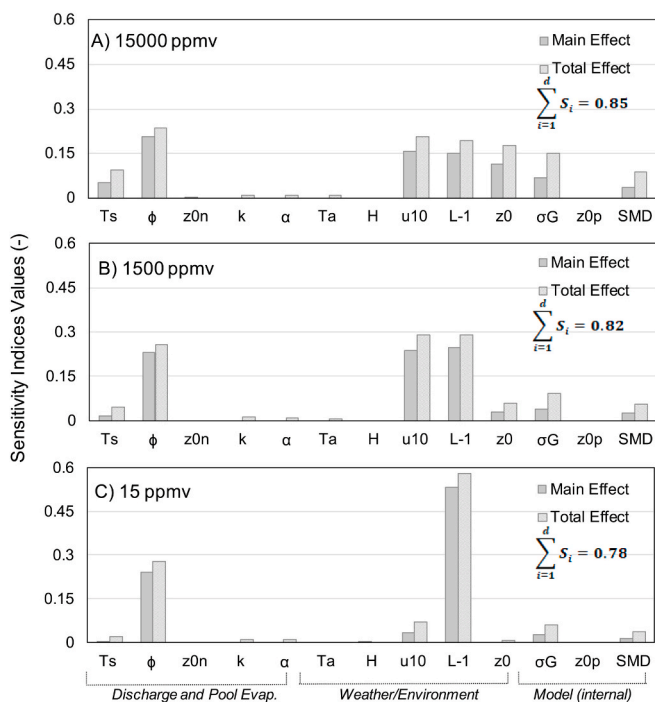 0.6
A) 15000 ppmv
Main Effect
Total Effect
0.45
d
∑ Sᵢ = 0.85
i=1
0.3
0.15
0
Ts ϕ z0n k α Ta H u10 L-1 z0 σG z0p SMD
0.6
B) 1500 ppmv
Main Effect
Total Effect
0.45
d
∑ Sᵢ = 0.82
i=1
0.3
0.15
0
Ts ϕ z0n k α Ta H u10 L-1 z0 σG z0p SMD
Sensitivity Indices Values (-)
0.6
C) 15 ppmv
Main Effect
Total Effect
0.45
d
∑ Sᵢ = 0.78
i=1
0.3
0.15
0
Ts ϕ z0n k α Ta H u10 L-1 z0 σG z0p SMD
Discharge and Pool Evap. Weather/Environment Model (internal)